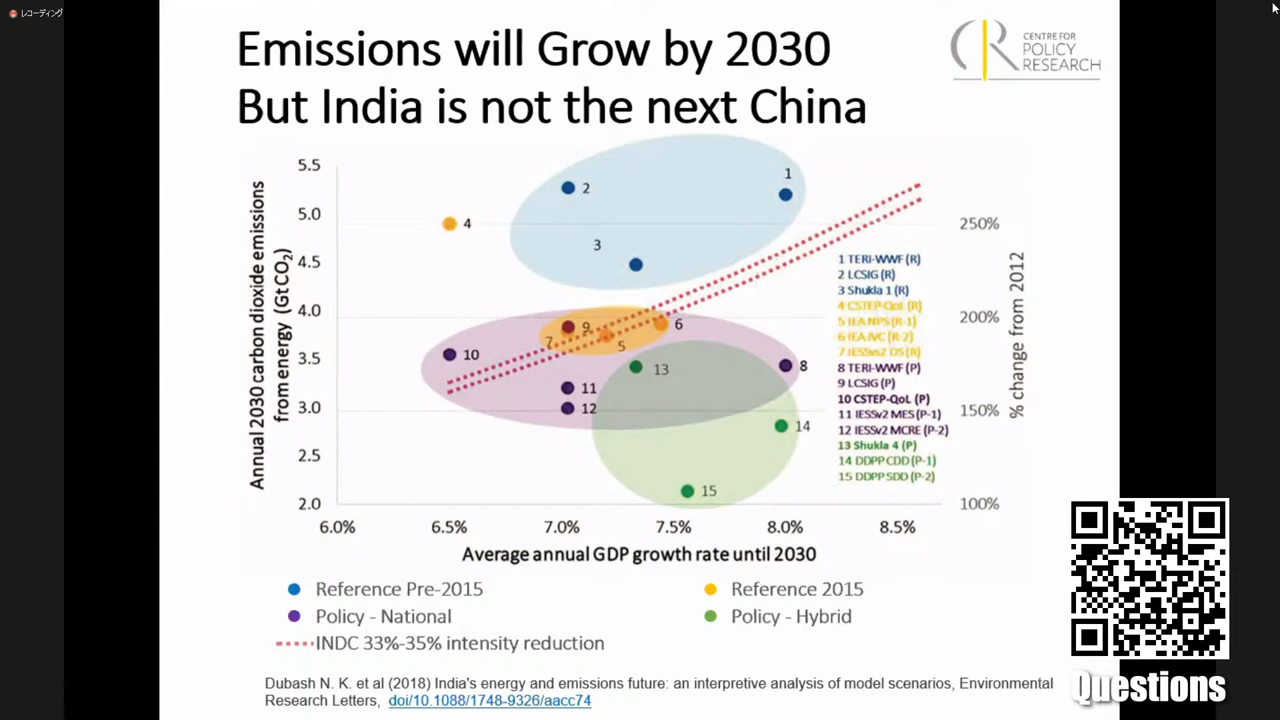 レコーディング
Emissions will Grow by 2030
But India is not the next China
CENTRE FOR
POLICY
RESEARCH
Annual 2030 carbon dioxide emissions
from energy (GtCO₂)
5.5
5.0
4.5
4.0
3.5
3.0
2.5
2.0
1
2
3
4
5
6
7
8
9
10
11
12
13
14
15
250%
200%
150%
100%
% change from 2012
1 TERI-WWF (R)
2 LCSIG (R)
3 Shukla 1 (R)
4 CSTEP-QoL (R)
5 IEA NPS (R-1)
6 IEA IVC (R-2)
7 IESSv2 DS (R)
8 TERI-WWF (P)
9 LCSIG (P)
10 CSTEP-QoL (P)
11 IESSv2 MES (P-1)
12 IESSv2 MCRE (P-2)
13 Shukla 4 (P)
14 DDPP CDD (P-1)
15 DDPP SDD (P-2)
6.0% 6.5% 7.0% 7.5% 8.0% 8.5%
Average annual GDP growth rate until 2030
Reference Pre-2015
Reference 2015
Policy - National
Policy - Hybrid
INDC 33%-35% intensity reduction
Dubash N. K. et al (2018) India's energy and emissions future: an interpretive analysis of model scenarios, Environmental
Research Letters, doi/10.1088/1748-9326/aacc74
Questions